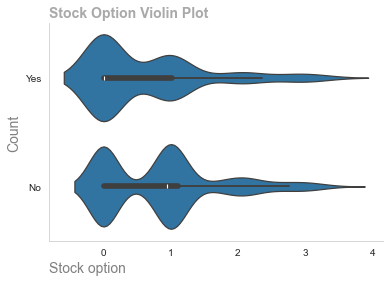 Stock Option Violin Plot
Yes
Count
No
0 1 2 3 4
Stock option